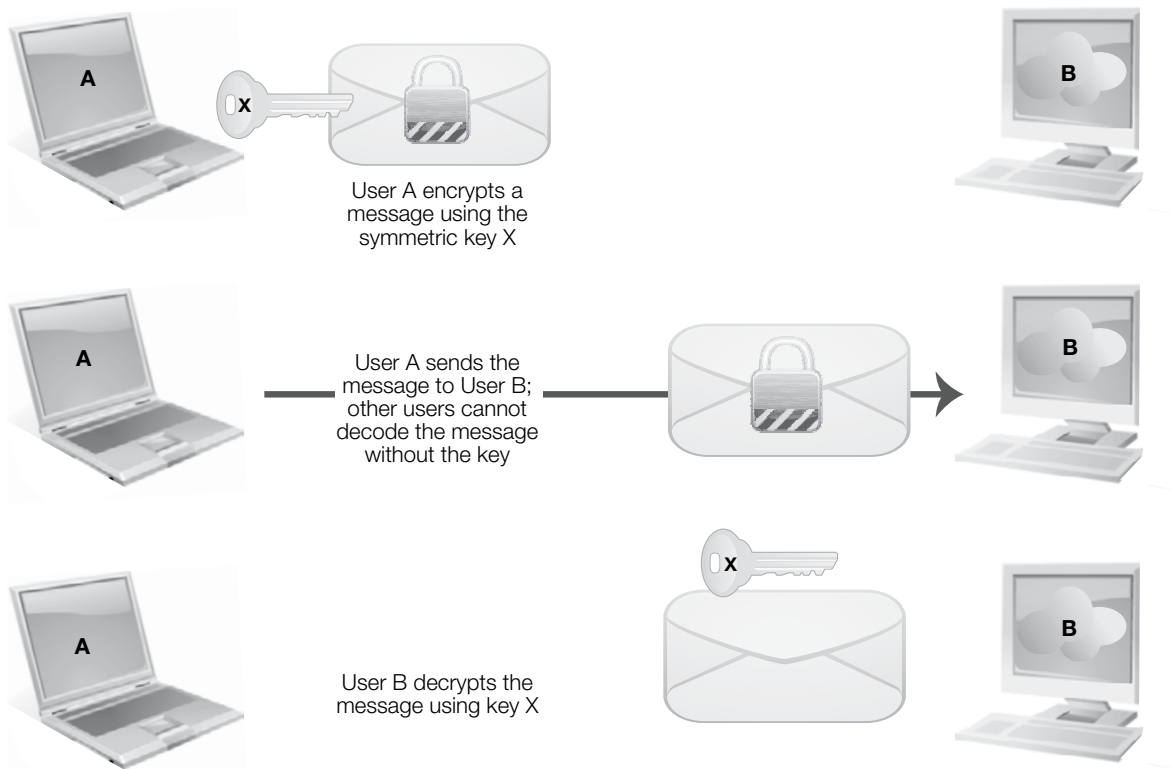 A
X
B
User A encrypts a
message using the
symmetric key X
A
User A sends the
message to User B;
other users cannot
decode the message
without the key
B
X
A
B
User B decrypts the
message using key X